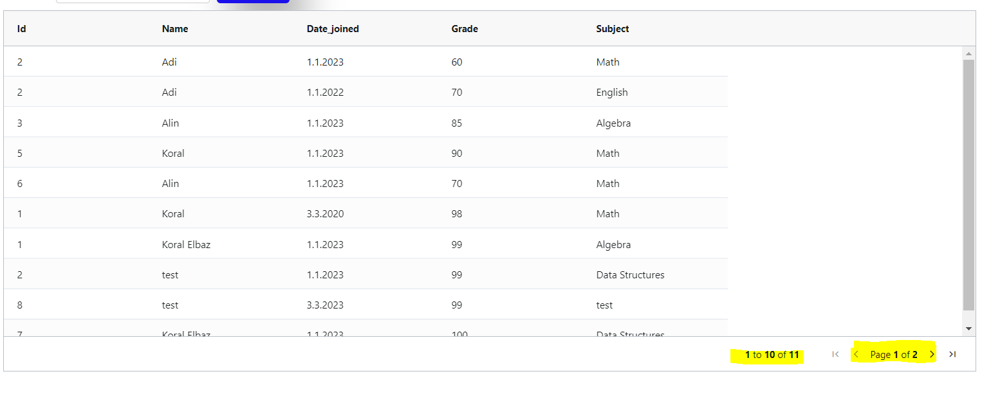 Id Name Date_joined Grade Subject
2 Adi 1.1.2023 60 Math
2 Adi 1.1.2022 70 English
3 Alin 1.1.2023 85 Algebra
5 Koral 1.1.2023 90 Math
6 Alin 1.1.2023 70 Math
1 Koral 3.3.2020 98 Math
1 Koral Elbaz 1.1.2023 99 Algebra
2 test 1.1.2023 99 Data Structures
8 test 3.3.2023 99 test
7 Koral Elbaz 1.1.2023 100 Data Structures
1 to 10 of 11 Page 1 of 2